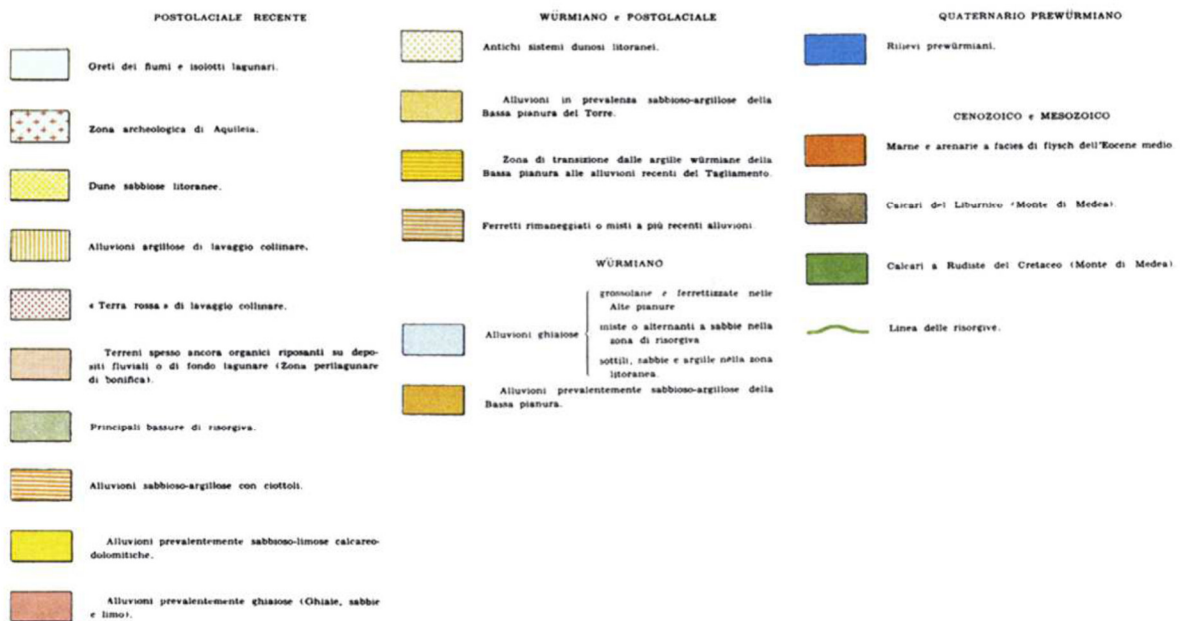 POSTGLACIALE RECENTE
Greti dei fiumi e isolotti lagunari.
Zona archeologica di Aquileia.
Dune sabbiose litoranee.
Alluvioni argillose di lavaggio collinare.
« Terra rossa » di lavaggio collinare.
Terreni spesso ancora organici riposanti su depo-
siti fluviali o di fondo lagunare (Zona perilagunare
di bonifica).
Principali bassure di risorgiva.
Alluvioni sabbioso-argillose con ciottoli.
Alluvioni prevalentemente sabbioso-limose calcareo-
dolomitiche.
Alluvioni prevalentemente ghiaiose (Ghiaie, sabbie
e limo).
WÜRMIANO e POSTGLACIALE
Antichi sistemi dunosi litoranei.
Alluvioni in prevalenza sabbioso-argillose della
Bassa pianura del Torre.
Zona di transizione dalle argille würmiane della
Bassa pianura alle alluvioni recenti del Tagliamento.
Ferretti rimaneggiati o misti a più recenti alluvioni.
WÜRMIANO
Alluvioni ghiaiose
grossolane e ferrettizzate nelle
Alte pianure
miste o alternanti a sabbie nella
zona di risorgiva
sottili, sabbie e argille nella zona
litoranea.
Alluvioni prevalentemente sabbioso-argillose della
Bassa pianura.
QUATERNARIO PREWÜRMIANO
Rilievi prewürmiani.
CENOZOICO e MESOZOICO
Marne e arenarie a facies di flysch dell'Eocene medio.
Calcari del Liburnico (Monte di Medea).
Calcari a Rudiste del Cretaceo (Monte di Medea).
Linea delle risorgive.